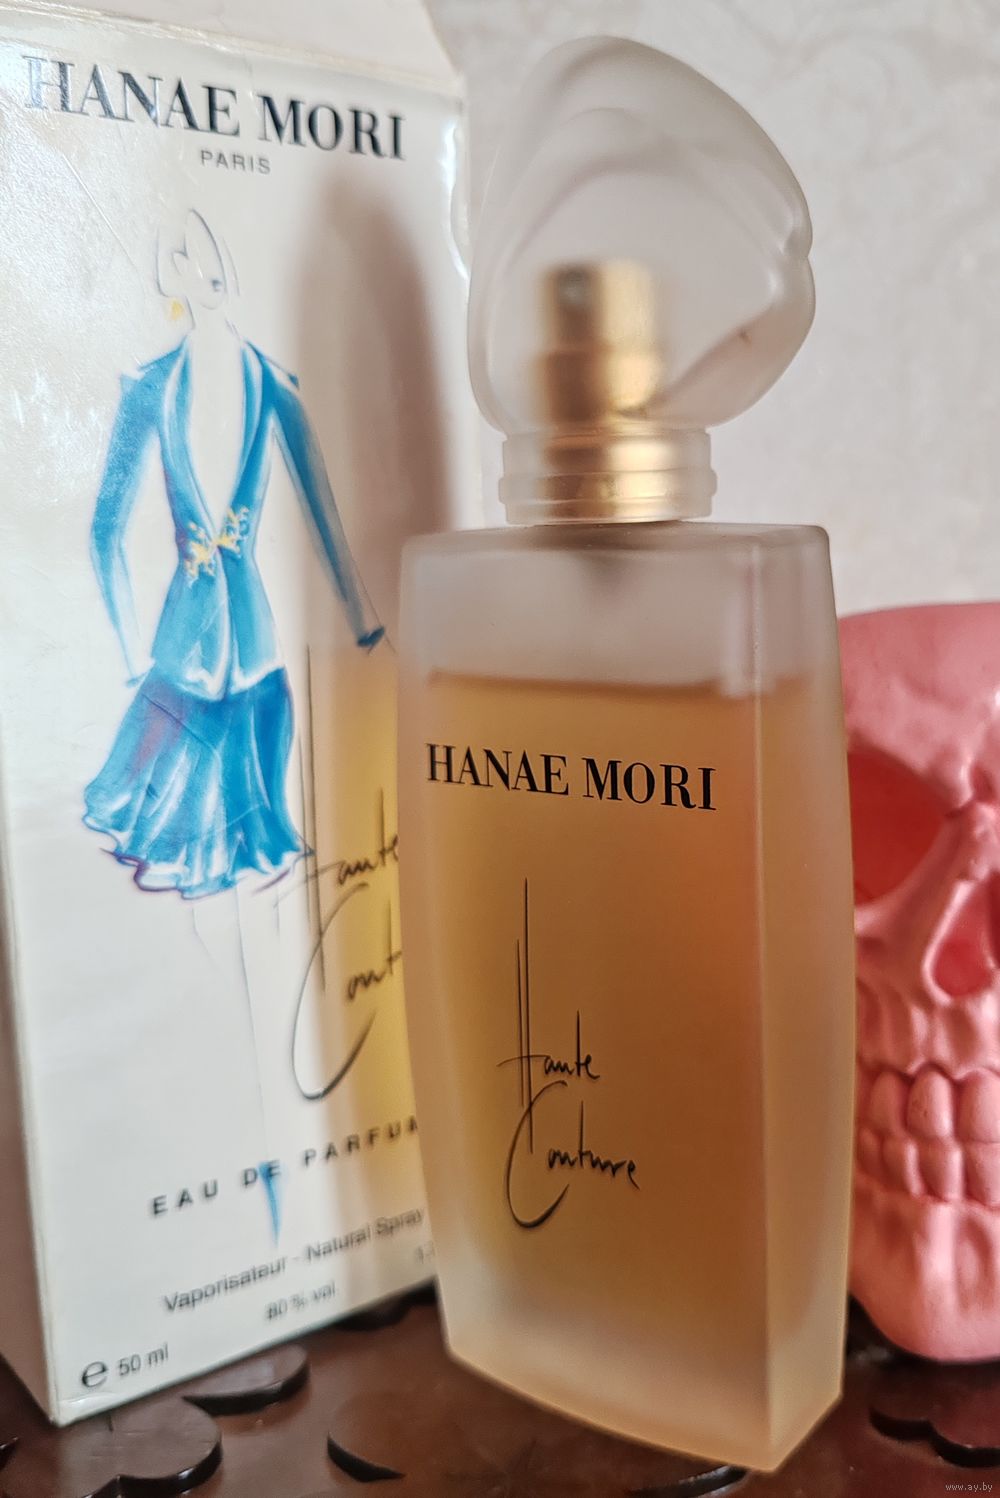 HANAE MORI
PARIS
Haute
EAU DE PARFUM
Vaporisateur - Natural Spray
80 % vol
e 50 ml
HANAE MORI
Haute
Couture
www.ay.by